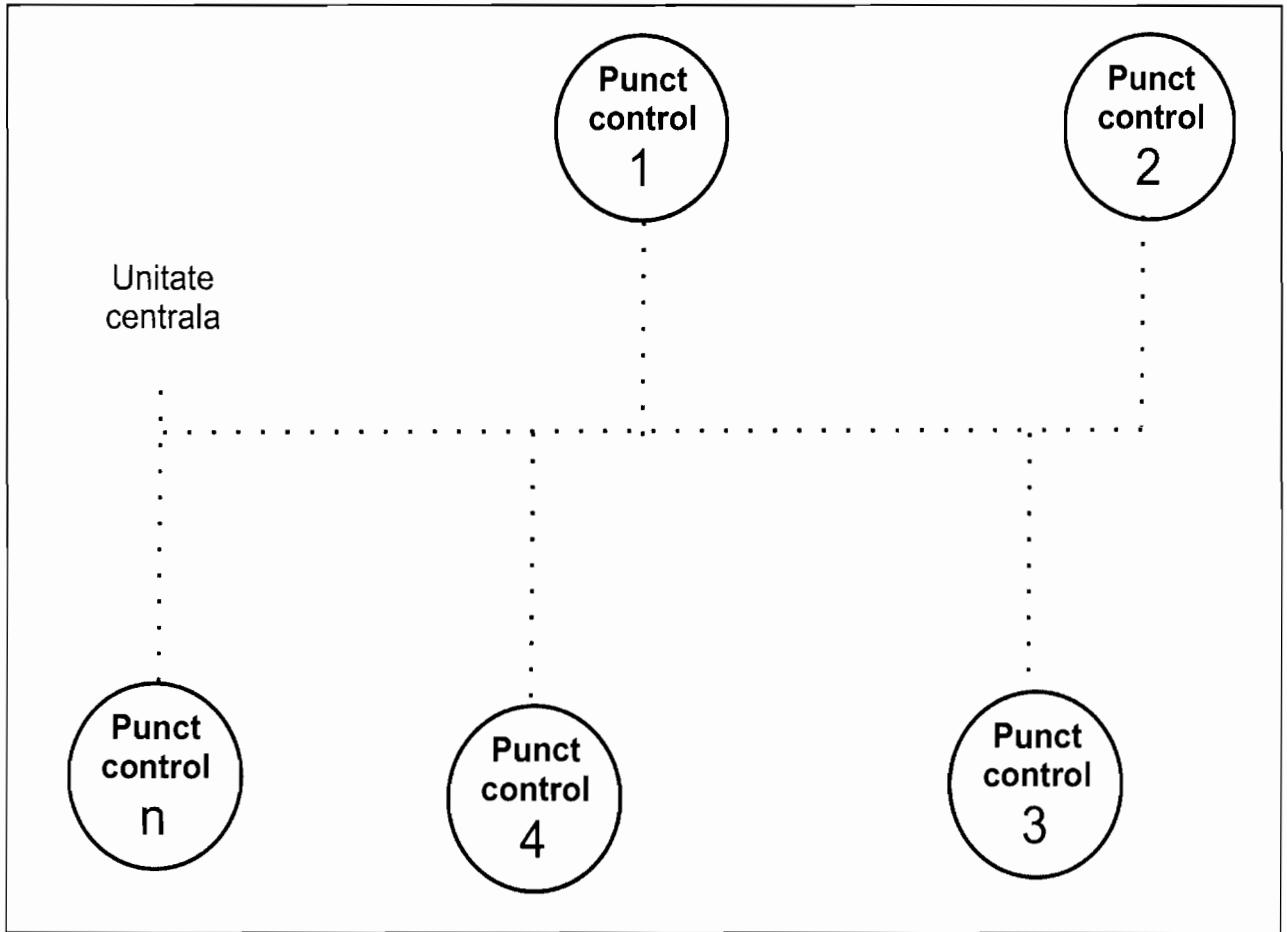 Punct
control
1
Punct
control
2
Unitate
centrala
Punct
control
n
Punct
control
4
Punct
control
3